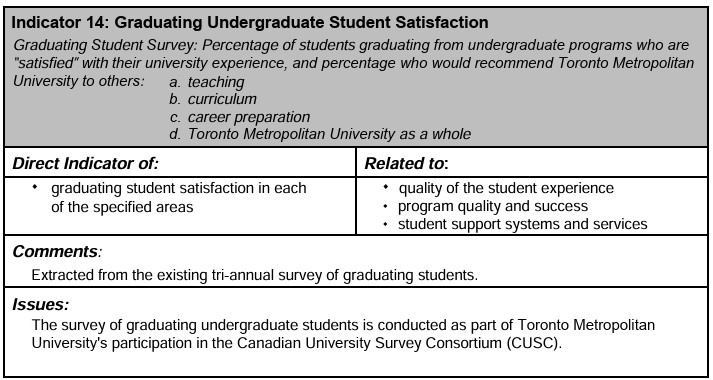 Indicator 14: Graduating Undergraduate Student Satisfaction
Graduating Student Survey: Percentage of students graduating from undergraduate programs who are
"satisfied" with their university experience, and percentage who would recommend Toronto Metropolitan
University to others: a. teaching
b. curriculum
c. career preparation
d. Toronto Metropolitan University as a whole
Direct Indicator of:
• graduating student satisfaction in each
of the specified areas
Related to:
• quality of the student experience
• program quality and success
• student support systems and services
Comments:
Extracted from the existing tri-annual survey of graduating students.
Issues:
The survey of graduating undergraduate students is conducted as part of Toronto Metropolitan
University's participation in the Canadian University Survey Consortium (CUSC).